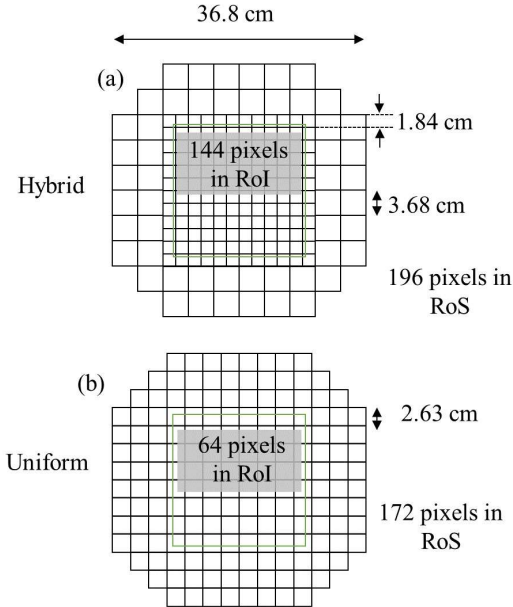 36.8 cm
(a)
1.84 cm
144 pixels
in RoI
Hybrid
3.68 cm
196 pixels in
RoS
(b)
2.63 cm
64 pixels
in RoI
Uniform
172 pixels in
RoS